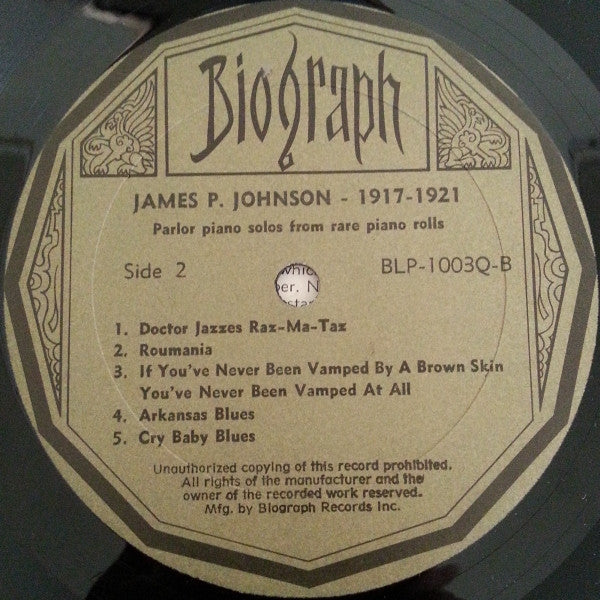 Biograph
JAMES P. JOHNSON - 1917-1921
Parlor piano solos from rare piano rolls
Side 2
BLP-1003Q-B
1. Doctor Jazzes Raz-Ma-Taz
2. Roumania
3. If You've Never Been Vamped By A Brown Skin
You've Never Been Vamped At All
4. Arkansas Blues
5. Cry Baby Blues
Unauthorized copying of this record prohibited.
All rights of the manufacturer and the
owner of the recorded work reserved.
Mfg. by Biograph Records Inc.